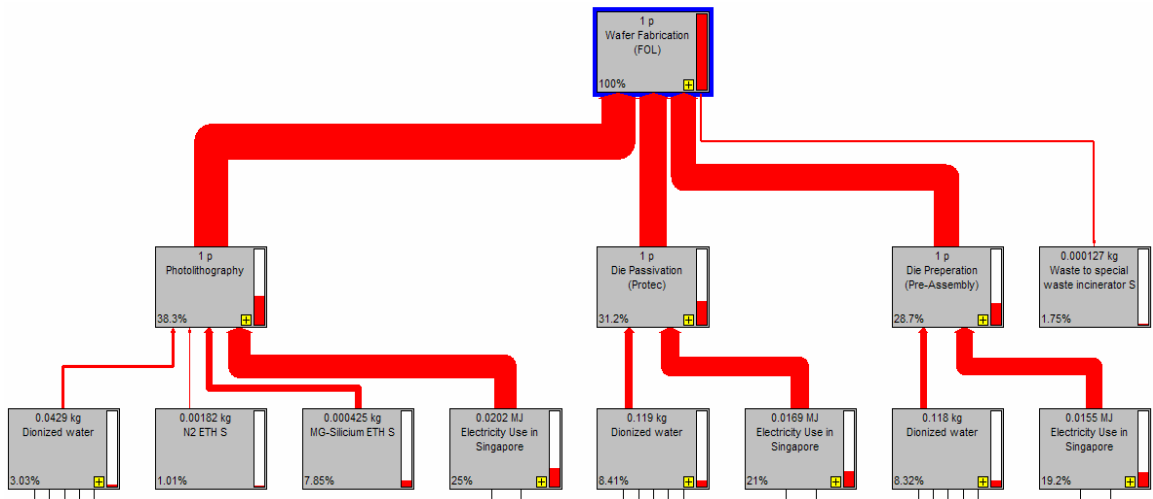 1 p
Wafer Fabrication
(FOL)
100%
1 p
Photolithography
38.3%
1 p
Die Passivation
(Protec)
31.2%
1 p
Die Preperation
(Pre-Assembly)
28.7%
0.000127 kg
Waste to special
waste incinerator S
1.75%
0.0429 kg
Dionized water
3.03%
0.00182 kg
N2 ETH S
1.01%
0.000425 kg
MG-Silicium ETH S
7.85%
0.0202 MJ
Electricity Use in
Singapore
25%
0.119 kg
Dionized water
8.41%
0.0169 MJ
Electricity Use in
Singapore
21%
0.118 kg
Dionized water
8.32%
0.0155 MJ
Electricity Use in
Singapore
19.2%